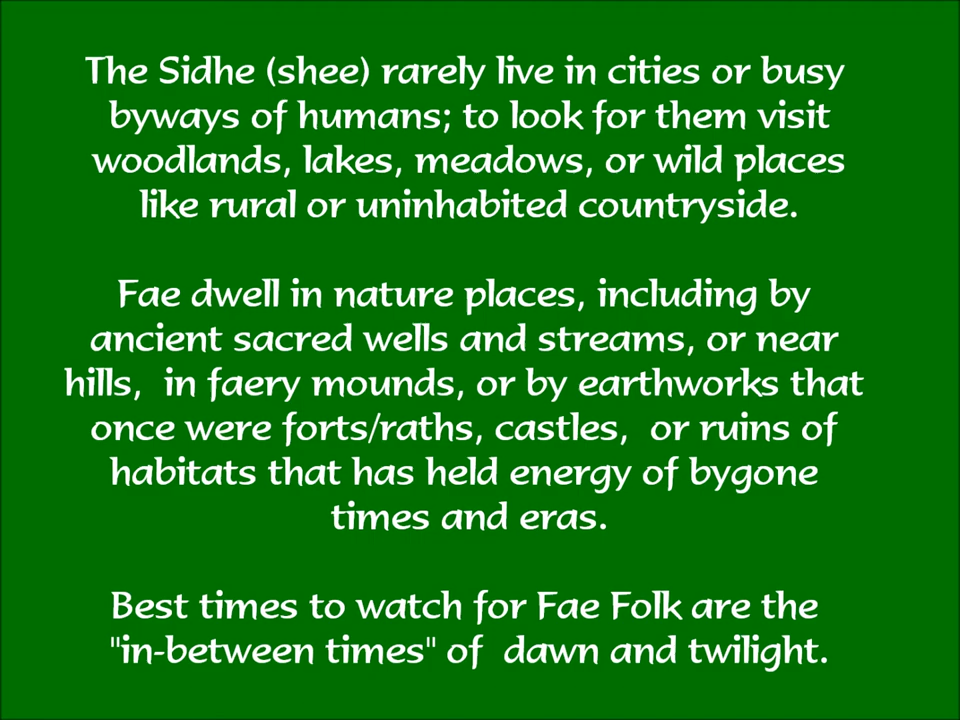 The Sidhe (shee) rarely live in cities or busy
byways of humans; to look for them visit
woodlands, lakes, meadows, or wild places
like rural or uninhabited countryside.
Fae dwell in nature places, including by
ancient sacred wells and streams, or near
hills,  in faery mounds, or by earthworks that
once were forts/raths, castles,  or ruins of
habitats that has held energy of bygone
times and eras.
Best times to watch for Fae Folk are the
"in-between times" of  dawn and twilight.